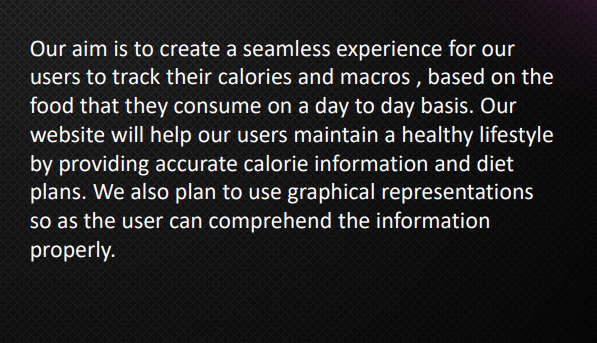 Our aim is to create a seamless experience for our
users to track their calories and macros , based on the
food that they consume on a day to day basis. Our
website will help our users maintain a healthy lifestyle
by providing accurate calorie information and diet
plans. We also plan to use graphical representations
so as the user can comprehend the information
properly.